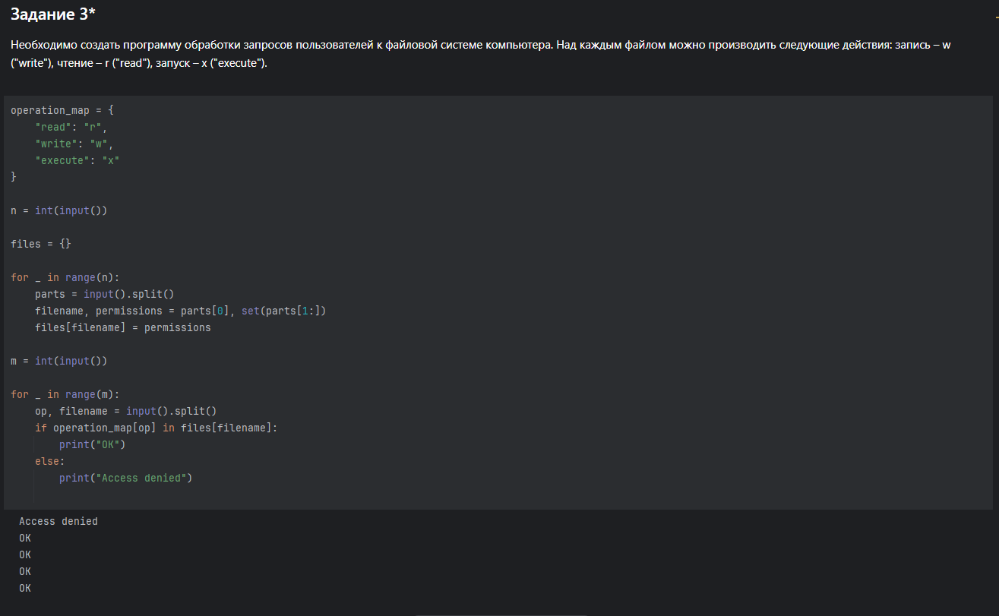 Задание 3*
Необходимо создать программу обработки запросов пользователей к файловой системе компьютера. Над каждым файлом можно производить следующие действия: запись – w
("write"), чтение – r ("read"), запуск – x ("execute").
operation_map = {
    "read": "r",
    "write": "w",
    "execute": "x"
}
n = int(input())
files = {}
for _ in range(n):
    parts = input().split()
    filename, permissions = parts[0], set(parts[1:])
    files[filename] = permissions
m = int(input())
for _ in range(m):
    op, filename = input().split()
    if operation_map[op] in files[filename]:
        print("OK")
    else:
        print("Access denied")
Access denied
OK
OK
OK
OK